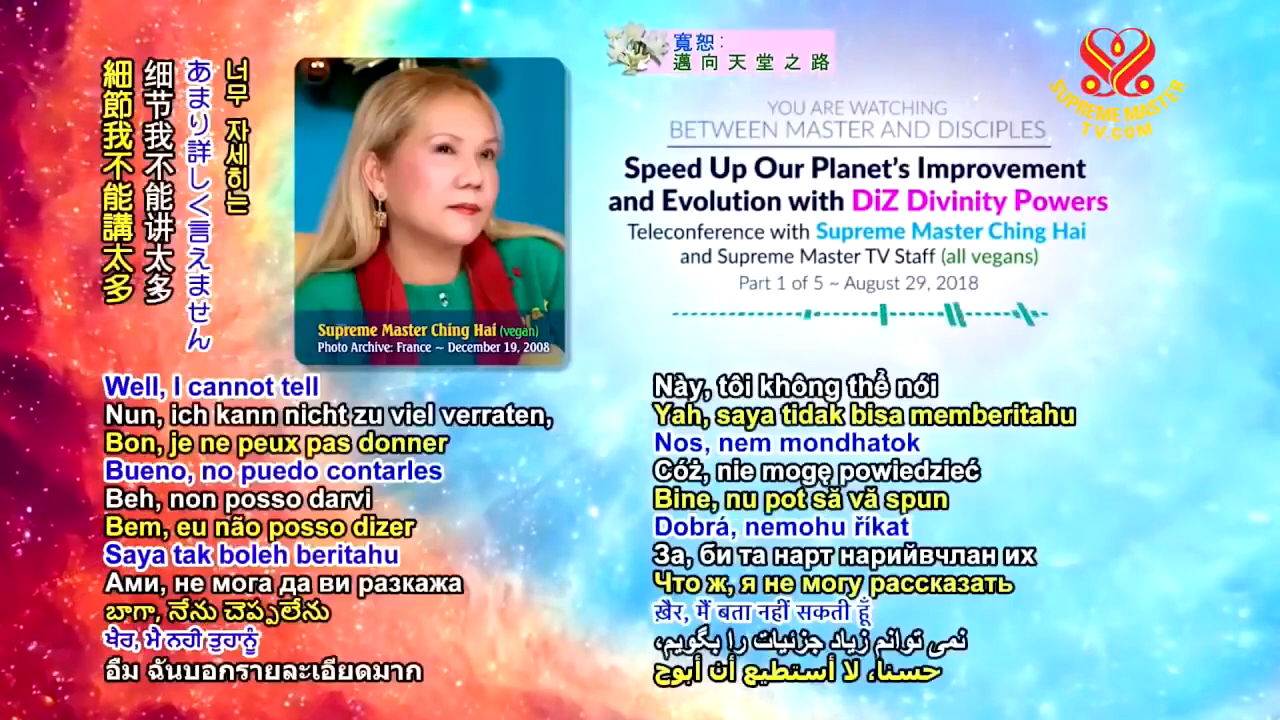 너무 자세히는
あまり詳しく言えません
细节我不能讲太多
細節我不能講太多
Supreme Master Ching Hai (vegan)
Photo Archive: France ~ December 19, 2008
寬恕:
邁向天堂之路
SUPREME MASTER
TV.COM
YOU ARE WATCHING
BETWEEN MASTER AND DISCIPLES
Speed Up Our Planet's Improvement
and Evolution with DiZ Divinity Powers
Teleconference with Supreme Master Ching Hai
and Supreme Master TV Staff (all vegans)
Part 1 of 5 ~ August 29, 2018
Well, I cannot tell
Nun, ich kann nicht zu viel verraten,
Bon, je ne peux pas donner
Bueno, no puedo contarles
Beh, non posso darvi
Bem, eu não posso dizer
Saya tak boleh beritahu
Ами, не мога да ви разкажа
బాగా, నేను చెప్పలేను
ਖੈਰ, ਮੈ ਨਹੀ ਤੁਹਾਨੂੰ
อืม ฉันบอกรายละเอียดมาก
Này, tôi không thể nói
Yah, saya tidak bisa memberitahu
Nos, nem mondhatok
Cóż, nie mogę powiedzieć
Bine, nu pot să vă spun
Dobrá, nemohu říkat
За, би та нарт нарийвчлан их
Что ж, я не могу рассказать
ख़ैर, मैं बता नहीं सकती हूँ
نمی توانم زیاد جزئیات را بگویم،
حسنا، لا أستطيع أن أبوح